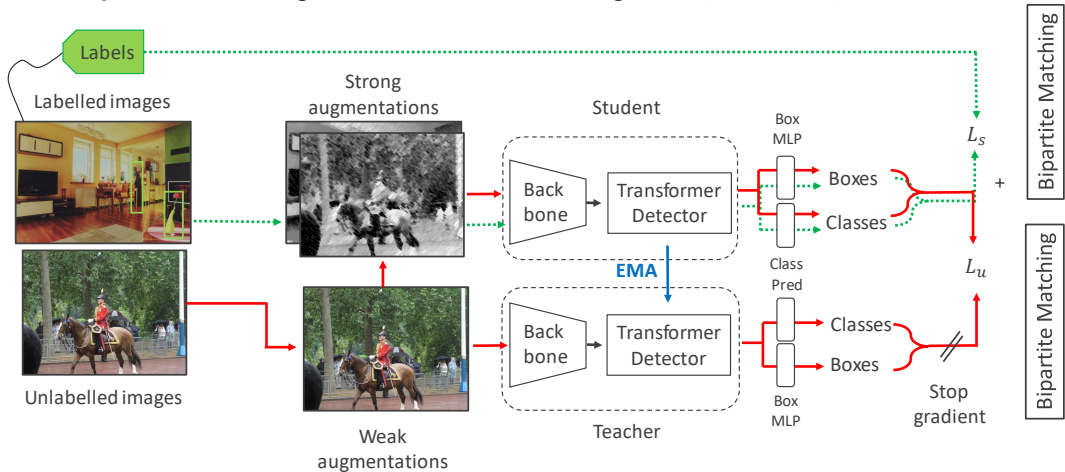 Labels
Labelled images
Strong
augmentations
Student
Box
MLP
Back
bone
Transformer
Detector
Boxes
Classes
L_s
+
Bipartite Matching
EMA
Class
Pred
L_u
Bipartite Matching
Back
bone
Transformer
Detector
Classes
Boxes
Unlabelled images
Weak
augmentations
Teacher
Box
MLP
Stop
gradient